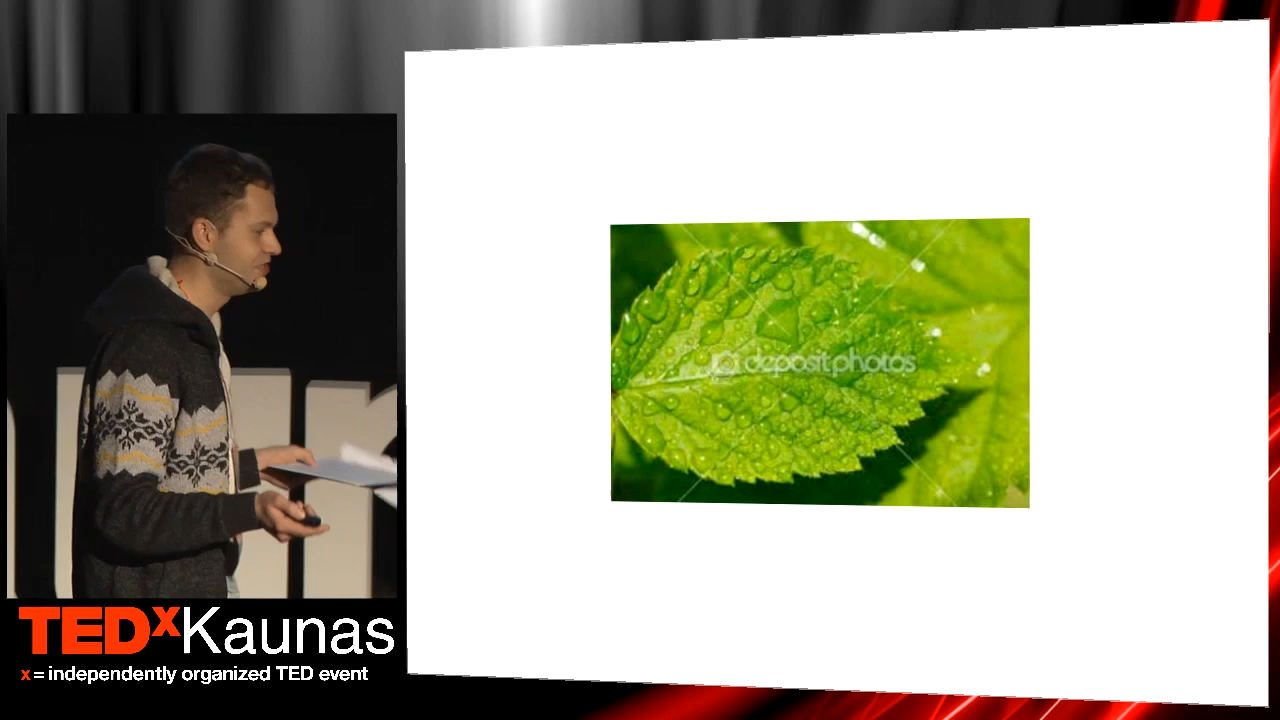 depositphotos
TEDxKaunas
x = independently organized TED event